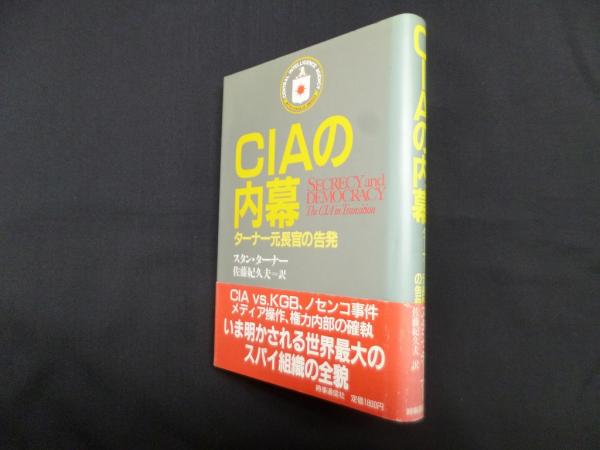 CENTRAL INTELLIGENCE AGENCY
CIAの
内幕
SECRECY and
DEMOCRACY
The CIA in Transition
ターナー元長官の告発
スタン・ターナー
佐藤紀久夫=訳
CIA vs.KGB、ノセンコ事件
メディア操作、権力内部の確執
いま明かされる世界最大の
スパイ組織の全貌
時事通信社 定価1800円
CIAの内幕
の告発
佐藤紀久夫 訳